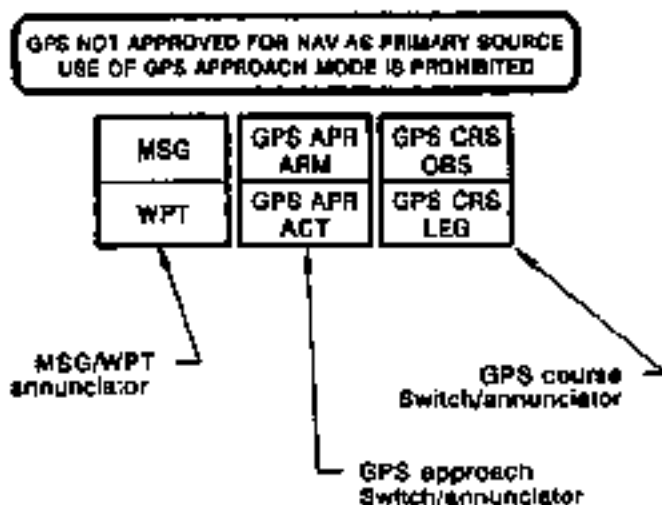 GPS NOT APPROVED FOR NAV AS PRIMARY SOURCE
USE OF GPS APPROACH MODE IS PROHIBITED
MSG
WPT
GPS APR
ARM
GPS APR
ACT
GPS CRS
OBS
GPS CRS
LEG
MSG/WPT
annunciator
GPS course
Switch/annunciator
GPS approach
Switch/annunciator